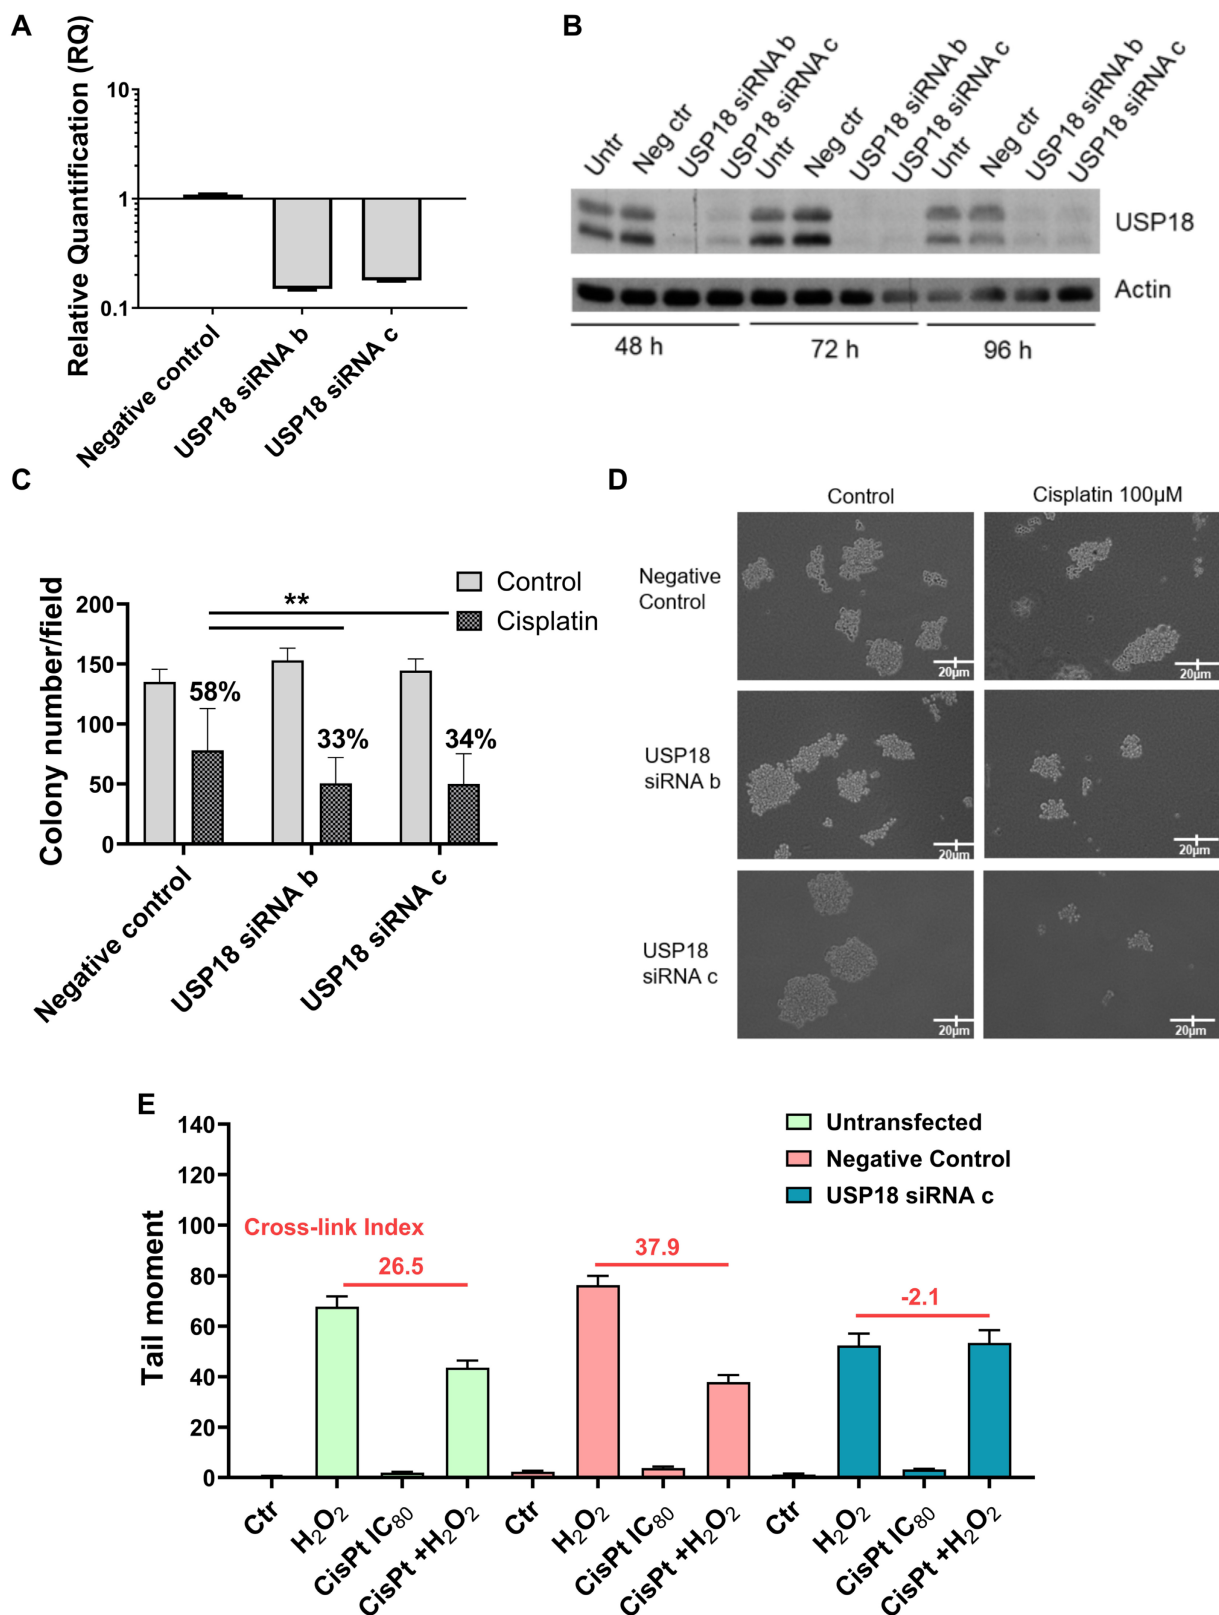 A
Relative Quantification (RQ)
10
1
0.1
Negative control
USP18 siRNA b
USP18 siRNA c
B
Untr
Neg ctr
USP18 siRNA b
USP18 siRNA c
Untr
Neg ctr
USP18 siRNA b
USP18 siRNA c
Untr
Neg ctr
USP18 siRNA b
USP18 siRNA c
USP18
Actin
48 h
72 h
96 h
C
Control
Cisplatin
Colony number/field
200
150
100
50
0
**
58%
33%
34%
Negative control
USP18 siRNA b
USP18 siRNA c
D
Control
Cisplatin 100µM
Negative
Control
20µm
20µm
USP18
siRNA b
20µm
20µm
USP18
siRNA c
20µm
20µm
E
Tail moment
140
120
100
80
60
40
20
0
Untransfected
Negative Control
USP18 siRNA c
Cross-link Index
26.5
37.9
-2.1
Ctr
H₂O₂
CisPt IC₈₀
CisPt +H₂O₂
Ctr
H₂O₂
CisPt IC₈₀
CisPt +H₂O₂
Ctr
H₂O₂
CisPt IC₈₀
CisPt +H₂O₂